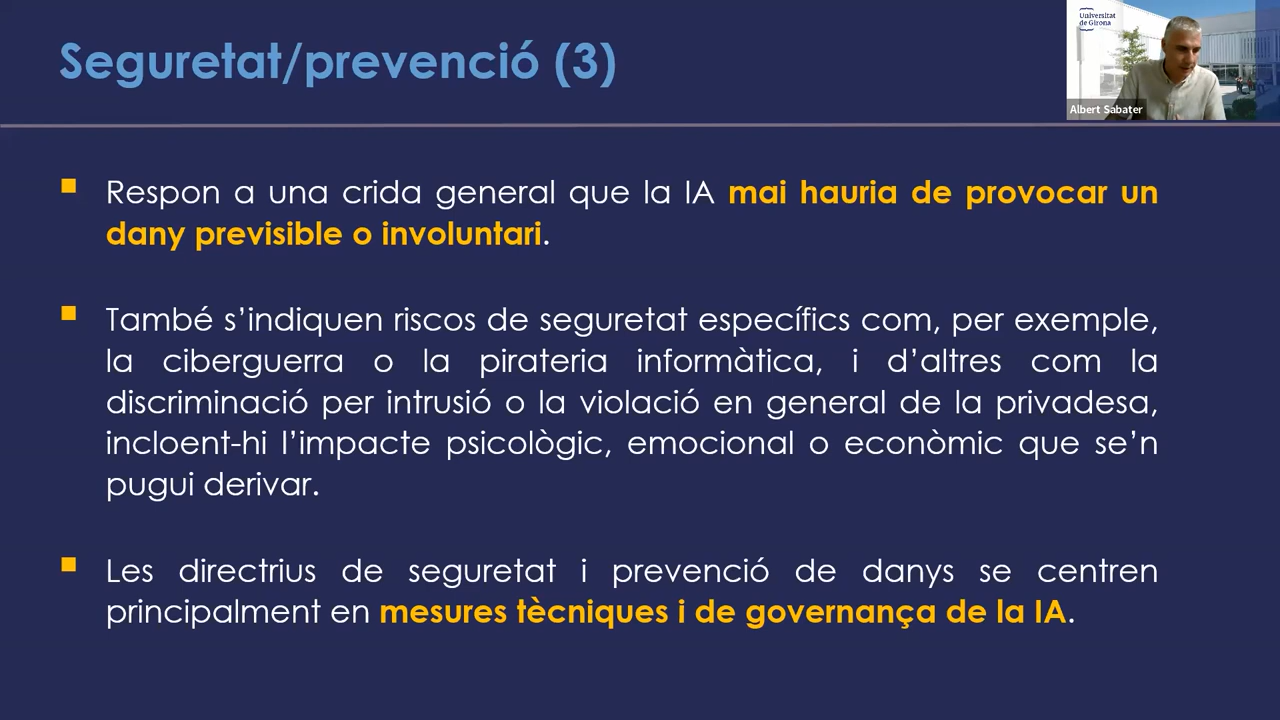 Seguretat/prevenció (3)
Universitat
de Girona
Albert Sabater
Respon a una crida general que la IA mai hauria de provocar un
dany previsible o involuntari.
També s’indiquen riscos de seguretat específics com, per exemple,
la ciberguerra o la pirateria informàtica, i d’altres com la
discriminació per intrusió o la violació en general de la privadesa,
incloent-hi l’impacte psicològic, emocional o econòmic que se’n
pugui derivar.
Les directrius de seguretat i prevenció de danys se centren
principalment en mesures tècniques i de governança de la IA.